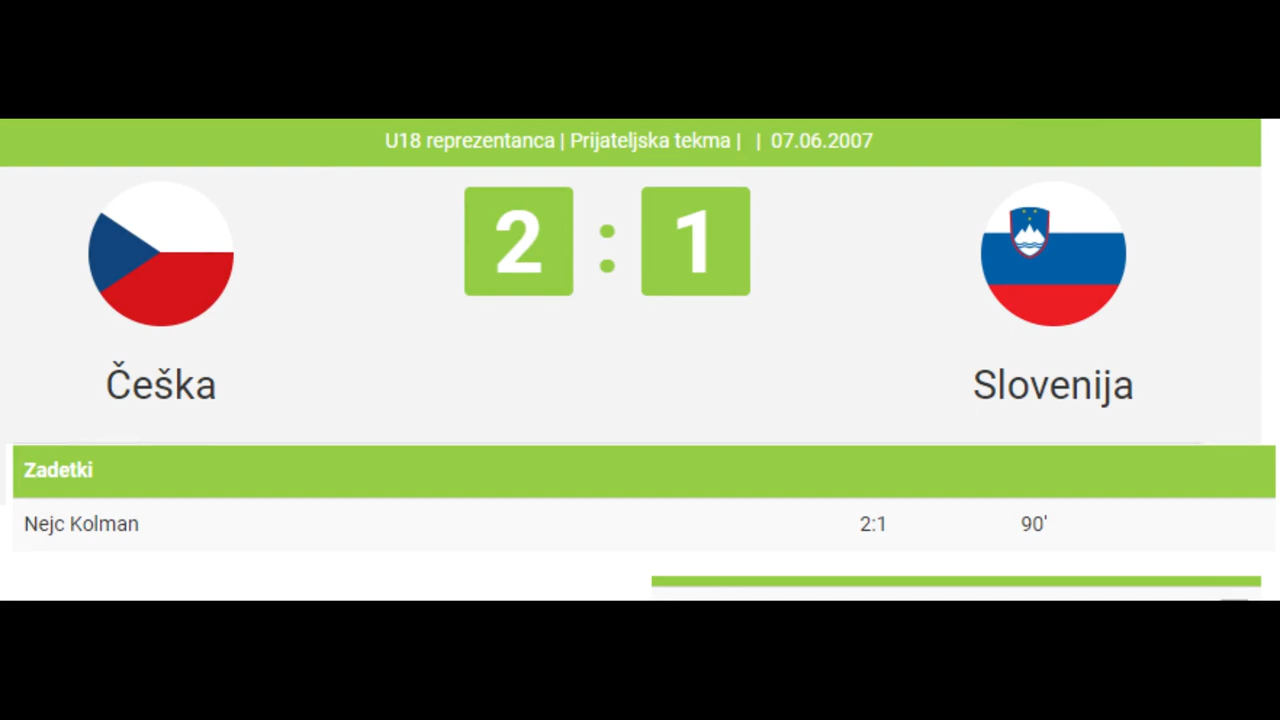 U18 reprezentanca | Prijateljska tekma | | 07.06.2007
2 : 1
Češka
Slovenija
Zadetki
Nejc Kolman 2:1 90'